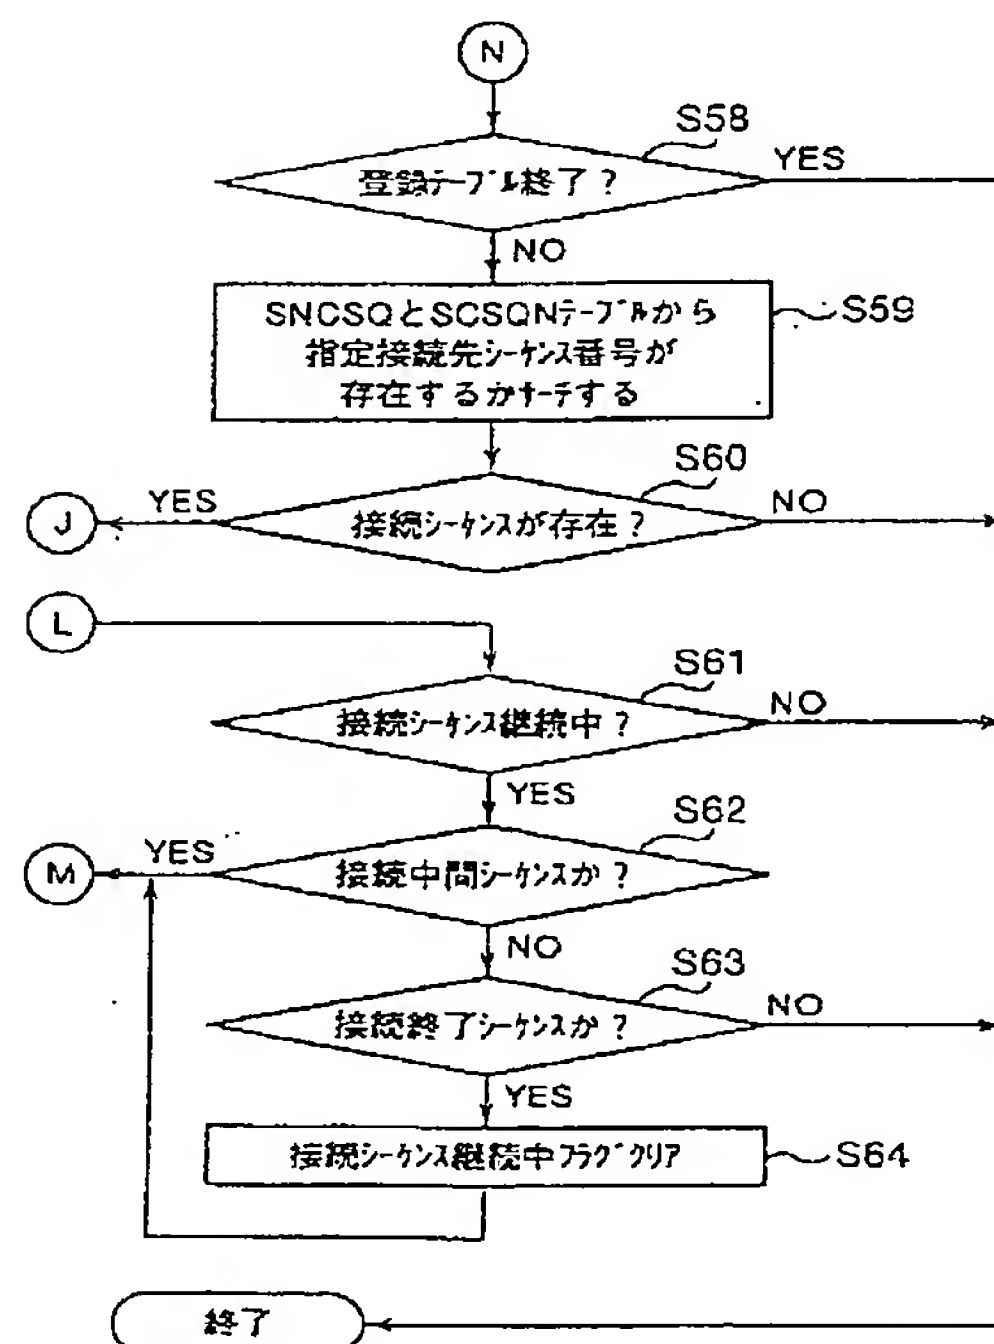 N
S58
登録テーブル終了？
YES
NO
SNCSQとSCSQNテーブルから
指定接続先シーケンス番号が
存在するかサーチする
S59
S60
YES
接続シーケンスが存在？
NO
J
L
S61
接続シーケンス継続中？
NO
YES
S62
YES
接続中間シーケンスか？
M
NO
S63
接続終了シーケンスか？
NO
YES
接続シーケンス継続中フラグクリア
S64
終了